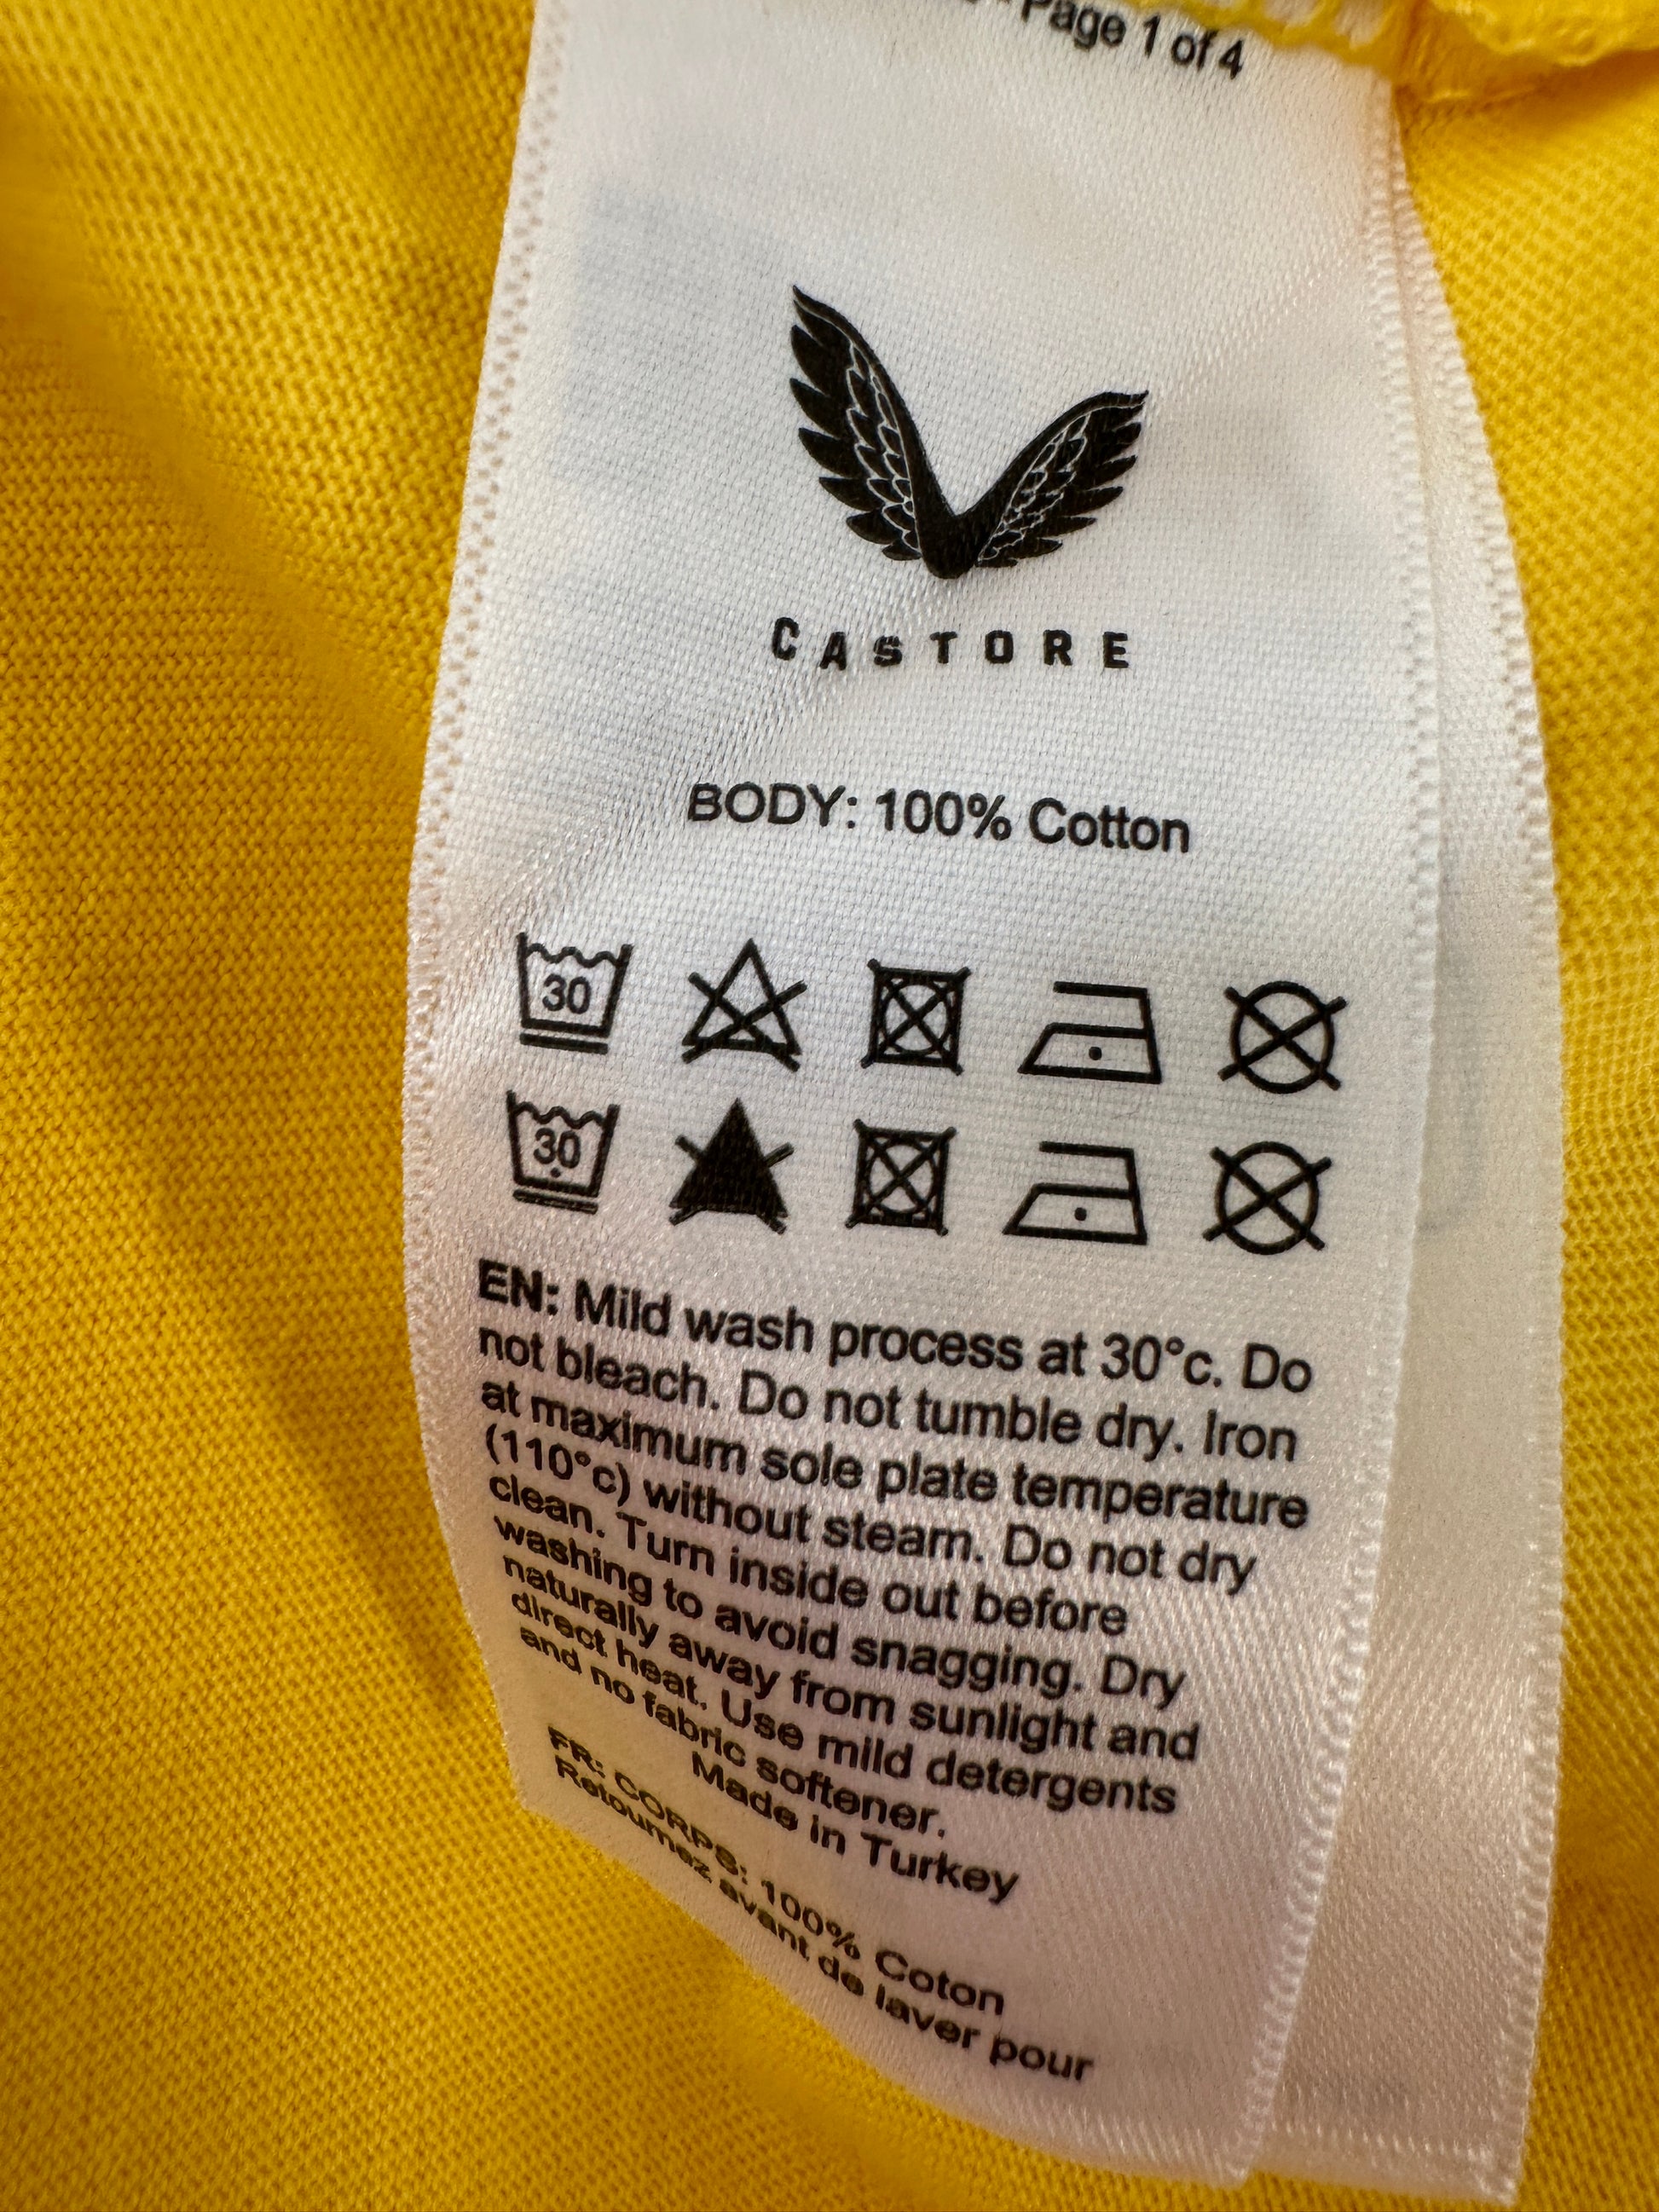 Page 1 of 4
CASTORE
BODY: 100% Cotton
30
30
EN: Mild wash process at 30°c. Do
not bleach. Do not tumble dry. Iron
at maximum sole plate temperature
(110°c) without steam. Do not dry
clean. Turn inside out before
washing to avoid snagging. Dry
naturally away from sunlight and
direct heat. Use mild detergents
and no fabric softener.
Made in Turkey
FR: CORPS: 100% Coton
Retournez avant de laver pour